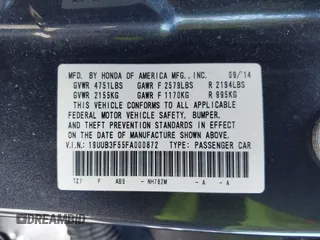 MFD. BY HONDA OF AMERICA MFG., INC. 09/14
GVWR 4751LBS GAWR F 2579LBS R 2194LBS
GVWR 2155KG GAWR F 1170KG R 995KG
THIS VEHICLE CONFORMS TO ALL APPLICABLE
FEDERAL MOTOR VEHICLE SAFETY, BUMPER,
AND THEFT PREVENTION STANDARDS IN EFFECT
ON THE DATE OF MANUFACTURE SHOWN ABOVE.
V.I.N.: 19UUB3F55FA000872 TYPE: PASSENGER CAR
TZ7 F AB9 - NH782M - A - A